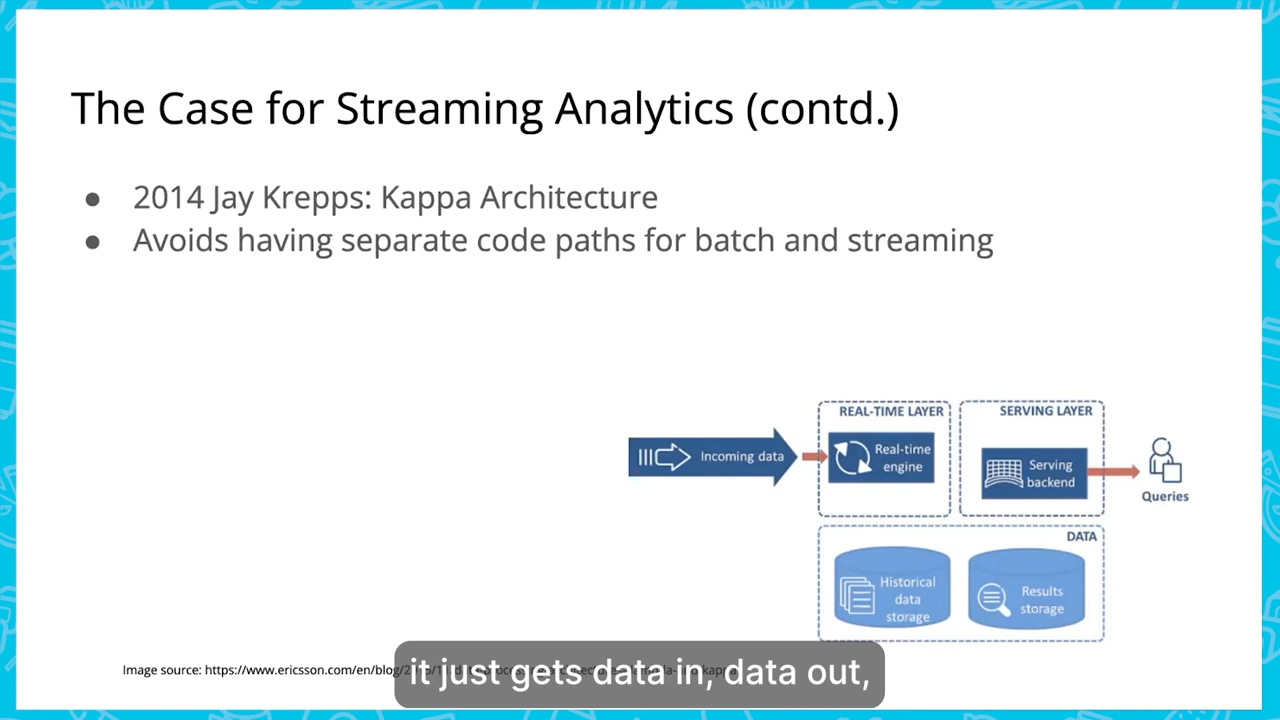 The Case for Streaming Analytics (contd.)
● 2014 Jay Krepps: Kappa Architecture
● Avoids having separate code paths for batch and streaming
REAL-TIME LAYER
SERVING LAYER
Incoming data
Real-time
engine
Serving
backend
Queries
DATA
Historical
data
storage
Results
storage
Image source: https://www.ericsson.com/en/blog/
it just gets data in, data out,